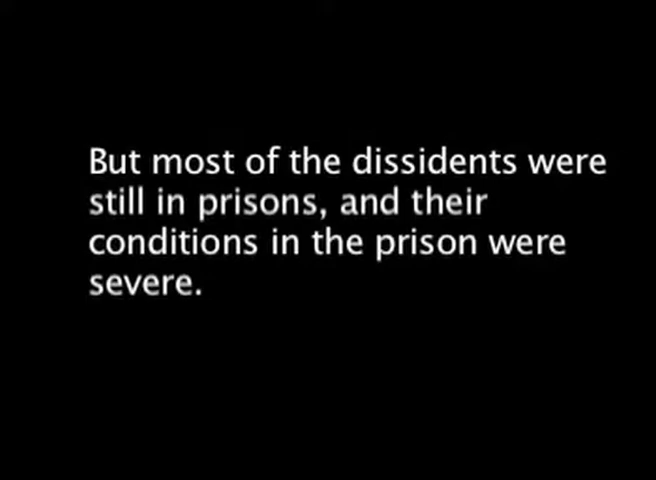 But most of the dissidents were
still in prisons, and their
conditions in the prison were
severe.